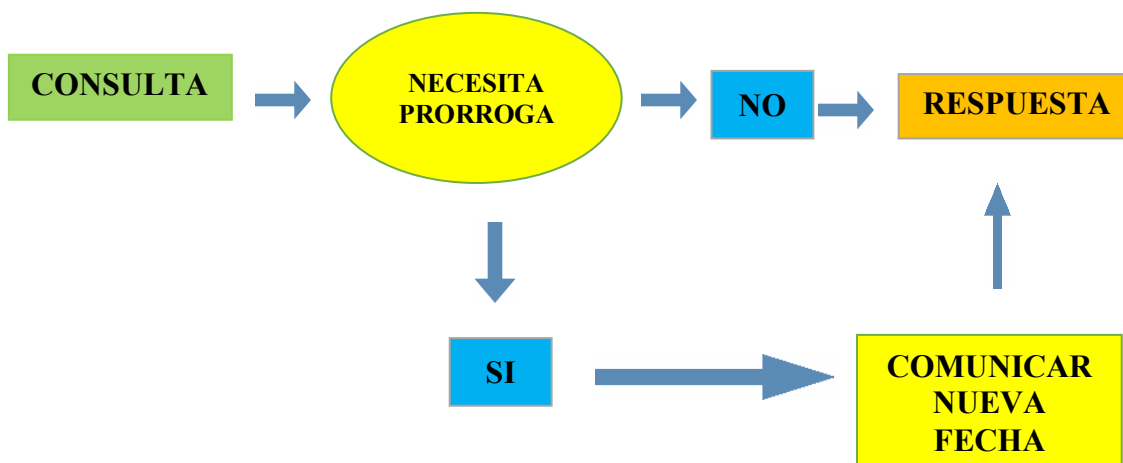 CONSULTA
NECESITA
PRORROGA
NO
RESPUESTA
SI
COMUNICAR
NUEVA
FECHA